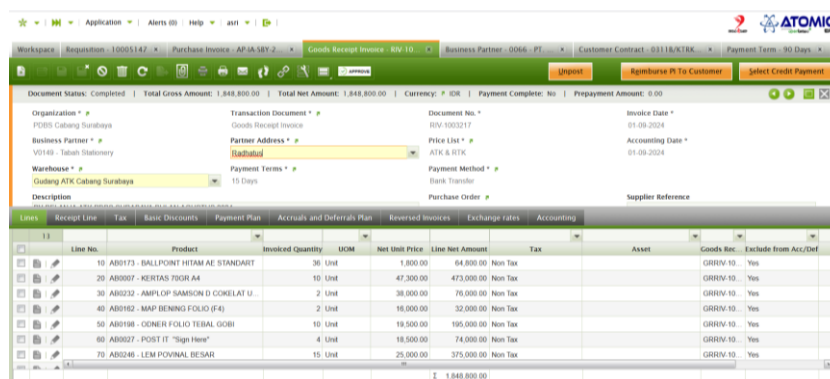 Application Alerts (0) Help asri
ATOMIC
Workspace Requisition - 10005147 Purchase Invoice - AP-IA-SBY-2... Goods Receipt Invoice - RIV-10... Business Partner - 0066 - PT.... Customer Contract - 03118/KTRK... Payment Term - 90 Days
APPROVE Unpost Reimburse PI To Customer Select Credit Payment
Document Status: Completed | Total Gross Amount: 1,848,800.00 | Total Net Amount: 1,848,800.00 | Currency: IDR | Payment Complete: No | Prepayment Amount: 0.00
Organization * Transaction Document * Document No. * Invoice Date *
PDBS Cabang Surabaya Goods Receipt Invoice RIV-1003217 01-09-2024
Business Partner * Partner Address * Price List * Accounting Date *
V0149 - Tabah Stationery Radhatus ATK & RTK 01-09-2024
Warehouse * Payment Terms * Payment Method *
Gudang ATK Cabang Surabaya 15 Days Bank Transfer
Description Purchase Order Supplier Reference
Lines Receipt Line Tax Basic Discounts Payment Plan Accruals and Deferrals Plan Reversed Invoices Exchange rates Accounting
13
Line No. Product Invoiced Quantity UOM Net Unit Price Line Net Amount Tax Asset Goods Rec... Exclude from Acc/Def
10 AB0173 - BALLPOINT HITAM AE STANDART 36 Unit 1,800.00 64,800.00 Non Tax GRRIV-10... Yes
20 AB0007 - KERTAS 70GR A4 10 Unit 47,300.00 473,000.00 Non Tax GRRIV-10... Yes
30 AB0232 - AMPLOP SAMSON D COKELAT U... 2 Unit 38,000.00 76,000.00 Non Tax GRRIV-10... Yes
40 AB0162 - MAP BENING FOLIO (F4) 2 Unit 16,000.00 32,000.00 Non Tax GRRIV-10... Yes
50 AB0198 - ODNER FOLIO TEBAL GOBI 10 Unit 19,500.00 195,000.00 Non Tax GRRIV-10... Yes
60 AB0027 - POST IT "Sign Here" 4 Unit 18,500.00 74,000.00 Non Tax GRRIV-10... Yes
70 AB0246 - LEM POVINAL BESAR 15 Unit 25,000.00 375,000.00 Non Tax GRRIV-10... Yes
Σ 1,848,800.00